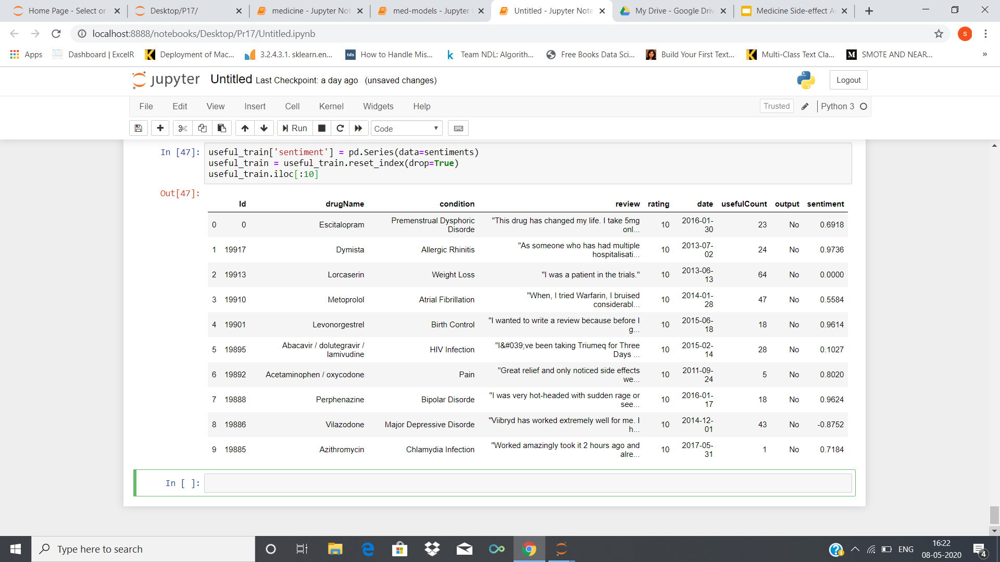 Home Page - Select or
Desktop/P17/
medicine - Jupyter Not
med-models - Jupyter
Untitled - Jupyter Note
My Drive - Google Driv
Medicine Side-effect A
localhost:8888/notebooks/Desktop/Pr17/Untitled.ipynb
s
Apps
Dashboard | ExcelR
Deployment of Mac...
3.2.4.3.1. sklearn.en...
tds How to Handle Mis...
k Team NDL: Algorith...
Free Books Data Sci...
Build Your First Text...
Multi-Class Text Cla...
M SMOTE AND NEAR...
»
jupyter Untitled Last Checkpoint: a day ago (unsaved changes)
Logout
File Edit View Insert Cell Kernel Widgets Help
Trusted
Python 3
Run
Code
In [47]:
useful_train['sentiment'] = pd.Series(data=sentiments)
useful_train = useful_train.reset_index(drop=True)
useful_train.iloc[:10]
Out[47]:
Id drugName condition review rating date usefulCount output sentiment
0 0 Escitalopram Premenstrual Dysphoric Disorde "This drug has changed my life. I take 5mg onl... 10 2016-01-30 23 No 0.6918
1 19917 Dymista Allergic Rhinitis "As someone who has had multiple hospitalisati... 10 2013-07-02 24 No 0.9736
2 19913 Lorcaserin Weight Loss "I was a patient in the trials." 10 2013-06-13 64 No 0.0000
3 19910 Metoprolol Atrial Fibrillation "When, I tried Warfarin, I bruised considerabl... 10 2014-01-28 47 No 0.5584
4 19901 Levonorgestrel Birth Control "I wanted to write a review because before I g... 10 2015-06-18 18 No 0.9614
5 19895 Abacavir / dolutegravir / lamivudine HIV Infection "I&#039;ve been taking Triumeq for Three Days ... 10 2015-02-14 28 No 0.1027
6 19892 Acetaminophen / oxycodone Pain "Great relief and only noticed side effects we... 10 2011-09-24 5 No 0.8020
7 19888 Perphenazine Bipolar Disorde "I was very hot-headed with sudden rage or see... 10 2016-01-17 18 No 0.9624
8 19886 Vilazodone Major Depressive Disorde "Viibryd has worked extremely well for me. I h... 10 2014-12-01 43 No -0.8752
9 19885 Azithromycin Chlamydia Infection "Worked amazingly took it 2 hours ago and alre... 10 2017-05-31 1 No 0.7184
In [ ]:
Type here to search
ENG
16:22
08-05-2020
4